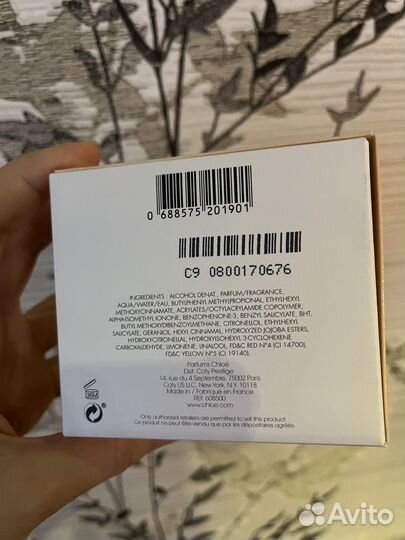 0 688575 201901
C9 0800170676
INGREDIENTS : ALCOHOL DENAT., PARFUM/FRAGRANCE,
AQUA/WATER/EAU, BUTYLPHENYL METHYLPROPIONAL, ETHYLHEXYL
METHOXYCINNAMATE, ACRYLATES/OCTYLACRYLAMIDE COPOLYMER,
ALPHA-ISOMETHYL IONONE, BENZOPHENONE-3, BENZYL SALICYLATE, BHT,
BUTYL METHOXYDIBENZOYLMETHANE, CITRONELLOL, ETHYLHEXYL
SALICYLATE, GERANIOL, HEXYL CINNAMAL, HYDROLYZED JOJOBA ESTERS,
HYDROXYCITRONELLAL, HYDROXYISOHEXYL 3-CYCLOHEXENE
CARBOXALDEHYDE, LIMONENE, LINALOOL, FD&C RED N°4 (CI 14700),
FD&C YELLOW N°5 (CI 19140).
Parfums Chloé
Dist. Coty Prestige
14, rue du 4 Septembre, 75002 Paris
Coty US LLC, New York, N.Y. 10118
Made in / Fabriqué en France
REF 608500
www.chloe.com
36M
Only authorized retailers are permitted to sell this product
Ce produit ne peut être vendu que par les dépositaires agréés
Avito